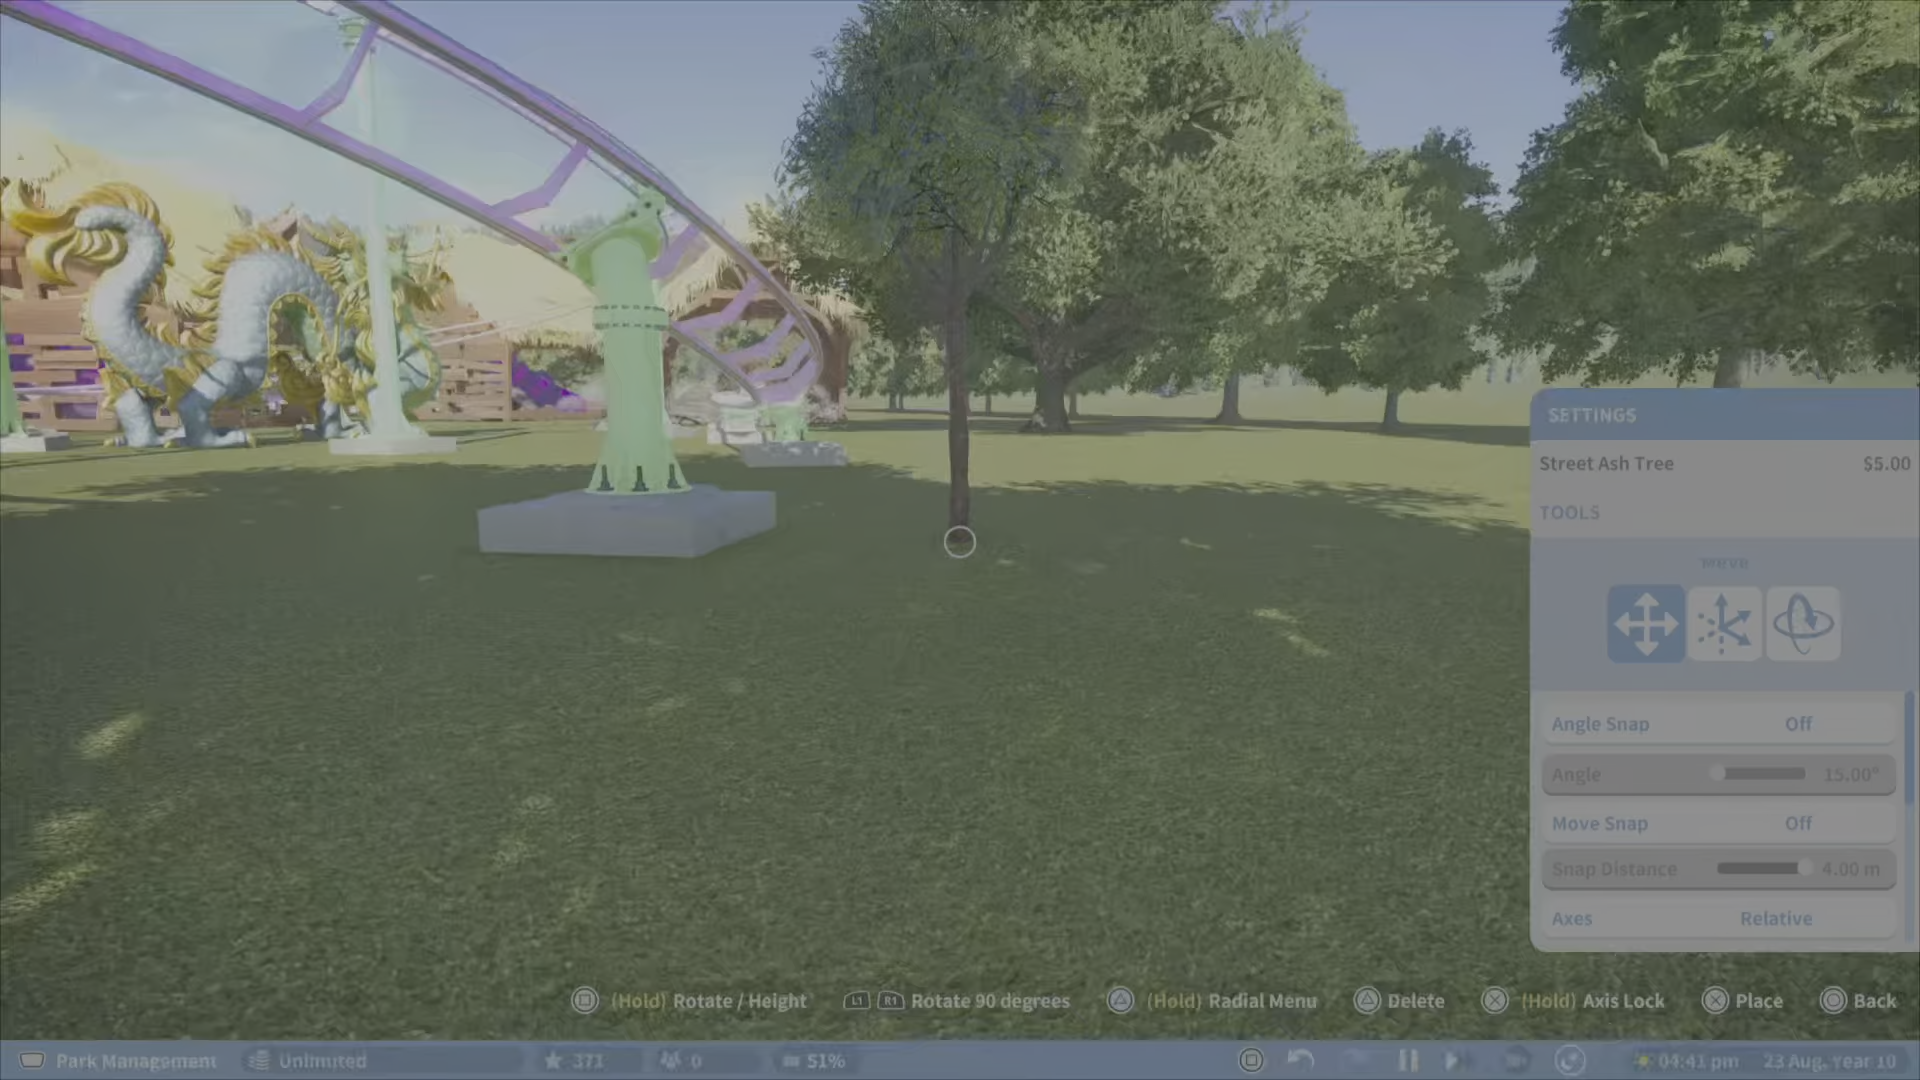 SETTINGS
Street Ash Tree $5.00
TOOLS
Move
Angle Snap Off
Angle 15.00°
Move Snap Off
Snap Distance 4.00 m
Axes Relative
(Hold) Rotate / Height L1 R1 Rotate 90 degrees (Hold) Radial Menu Delete (Hold) Axis Lock Place Back
Park Management Unlimited 371 0 51% 04:41 pm 23 Aug, Year 10